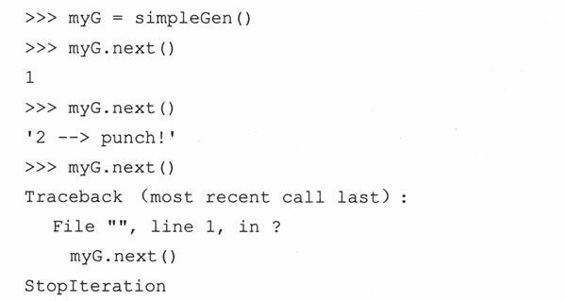 >>> myG = simpleGen()
>>> myG.next()
1
>>> myG.next()
'2 --> punch!'
>>> myG.next()
Traceback (most recent call last):
File "", line 1, in ?
myG.next()
StopIteration